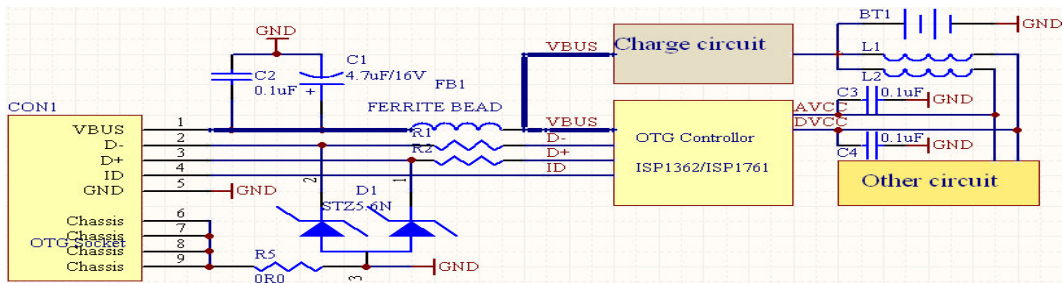 BT1
GND
GND
VBUS
Charge circuit
L1
C1
C2
4.7uF/16V
0.1uF
+
FB1
L2
C3
0.1uF
GND
CON1
FERRITE BEAD
AVCC
DVCC
VBUS
1
R1
VBUS
OTG Controllor
0.1uF
D-
2
R2
D-
D+
3
D+
ISP1362/ISP1761
C4
GND
ID
4
ID
GND
5
GND
2
1
D1
STZ5.6N
Other circuit
Chassis
6
Chassis
7
OTG Socket
Chassis
8
Chassis
9
R5
0R0
3
GND